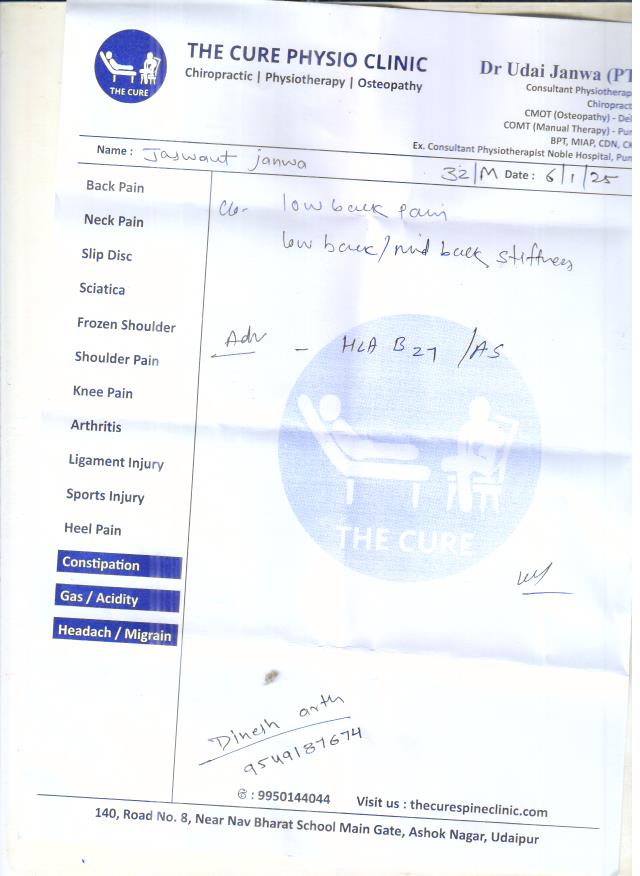 THE CURE
THE CURE PHYSIO CLINIC
Chiropractic | Physiotherapy | Osteopathy
Dr Udai Janwa (PT
Consultant Physiotherap
Chiropract
CMOT (Osteopathy) - Del
COMT (Manual Therapy) - Pun
BPT, MIAP, CDN, CK
Ex. Consultant Physiotherapist Noble Hospital, Pun
Name : Jaswant Janwa
32/M Date : 6/1/25
Back Pain
Neck Pain
Slip Disc
Sciatica
Frozen Shoulder
Shoulder Pain
Knee Pain
Arthritis
Ligament Injury
Sports Injury
Heel Pain
Constipation
Gas / Acidity
Headach / Migrain
C/o- low back pain
low back/mid back stiffness
Adv - HLA B27 /AS
THE CURE
Dinesh arth
9549187674
: 9950144044 Visit us : thecurespineclinic.com
140, Road No. 8, Near Nav Bharat School Main Gate, Ashok Nagar, Udaipur